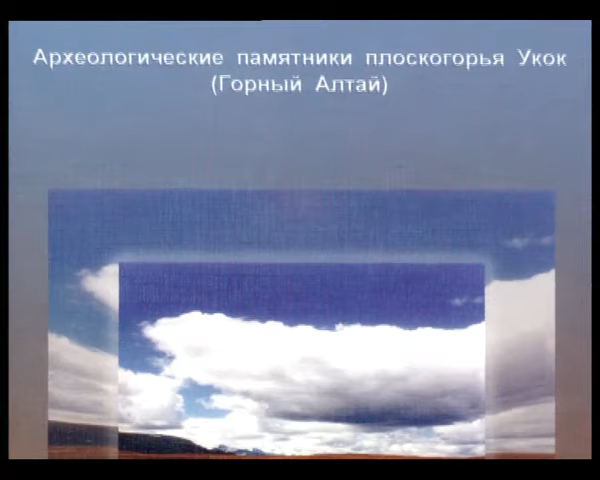 Археологические памятники плоскогорья Укок
(Горный Алтай)